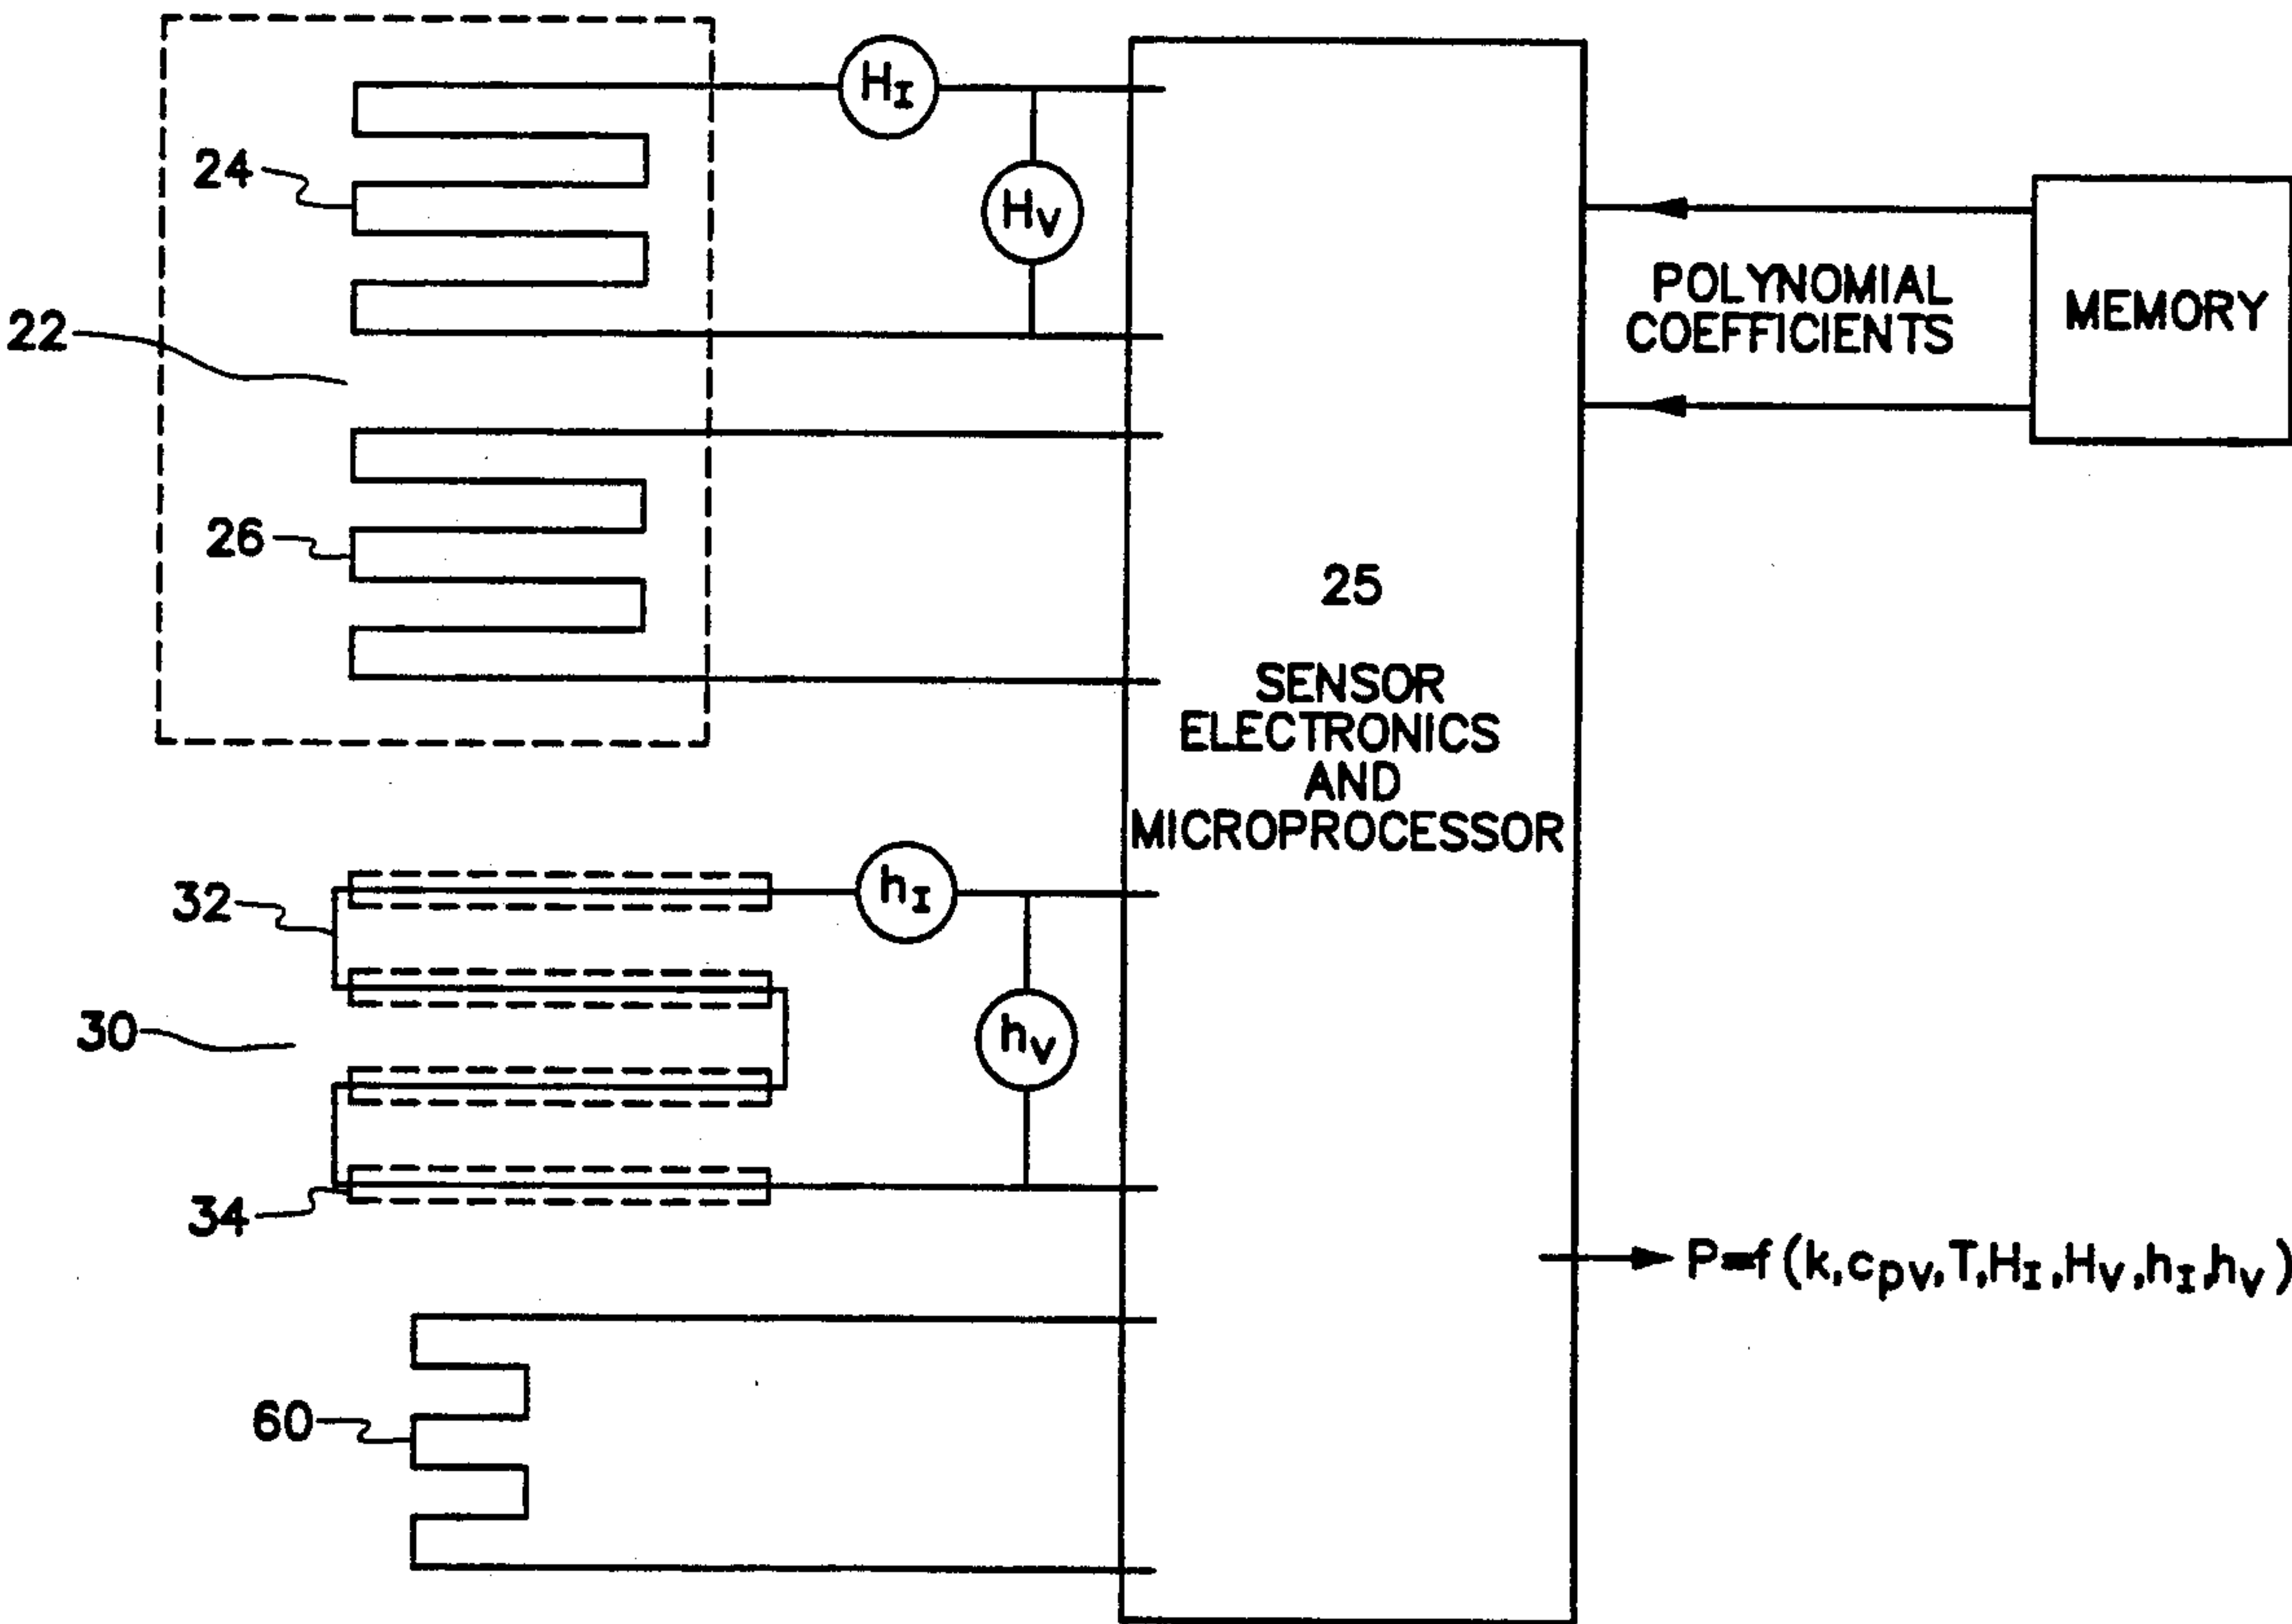 H_I
24
H_V
22
POLYNOMIAL
COEFFICIENTS
MEMORY
26
25
SENSOR
ELECTRONICS
AND
MICROPROCESSOR
32
h_I
30
h_V
34
P=f(k,c_pv,T,H_I,H_V,h_I,h_V)
60